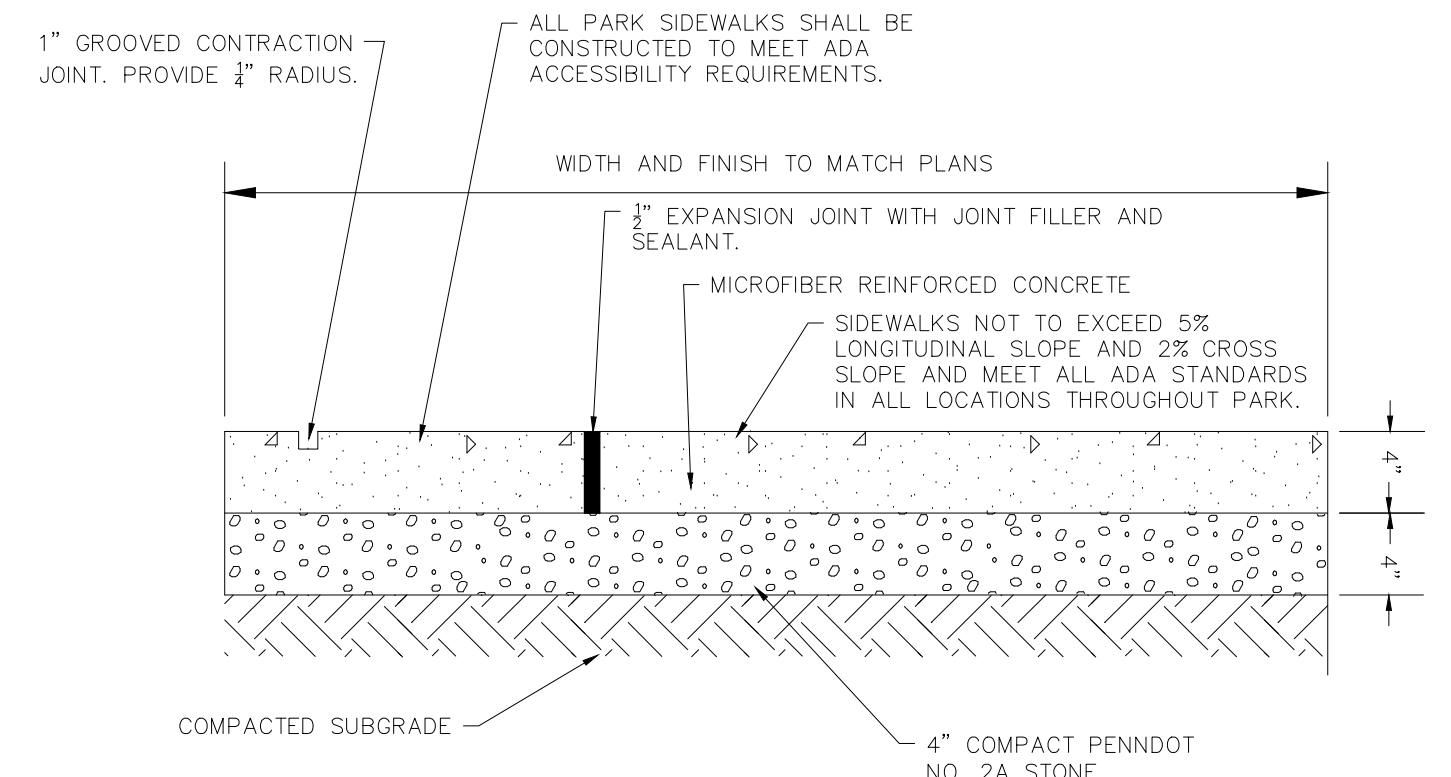 1” GROOVED CONTRACTION
JOINT. PROVIDE 1/4” RADIUS.
ALL PARK SIDEWALKS SHALL BE
CONSTRUCTED TO MEET ADA
ACCESSIBILITY REQUIREMENTS.
WIDTH AND FINISH TO MATCH PLANS
1/2” EXPANSION JOINT WITH JOINT FILLER AND
SEALANT.
MICROFIBER REINFORCED CONCRETE
SIDEWALKS NOT TO EXCEED 5%
LONGITUDINAL SLOPE AND 2% CROSS
SLOPE AND MEET ALL ADA STANDARDS
IN ALL LOCATIONS THROUGHOUT PARK.
4”
4”
COMPACTED SUBGRADE
4” COMPACT PENNDOT
NO. 2A STONE